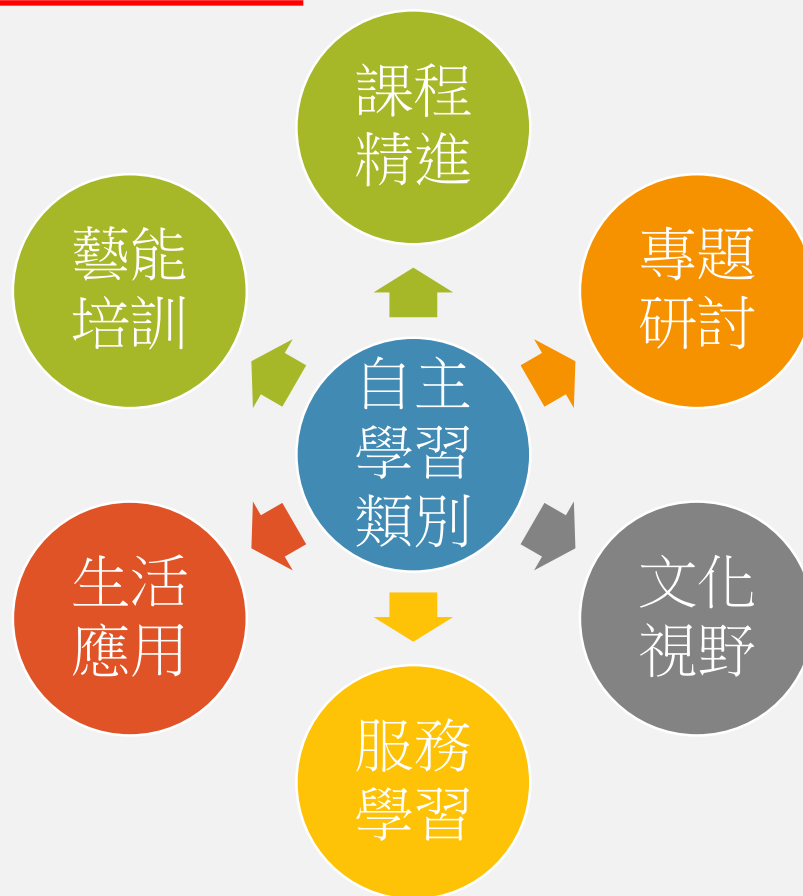 課程
精進
藝能
培訓
專題
研討
自主
學習
類別
生活
應用
文化
視野
服務
學習